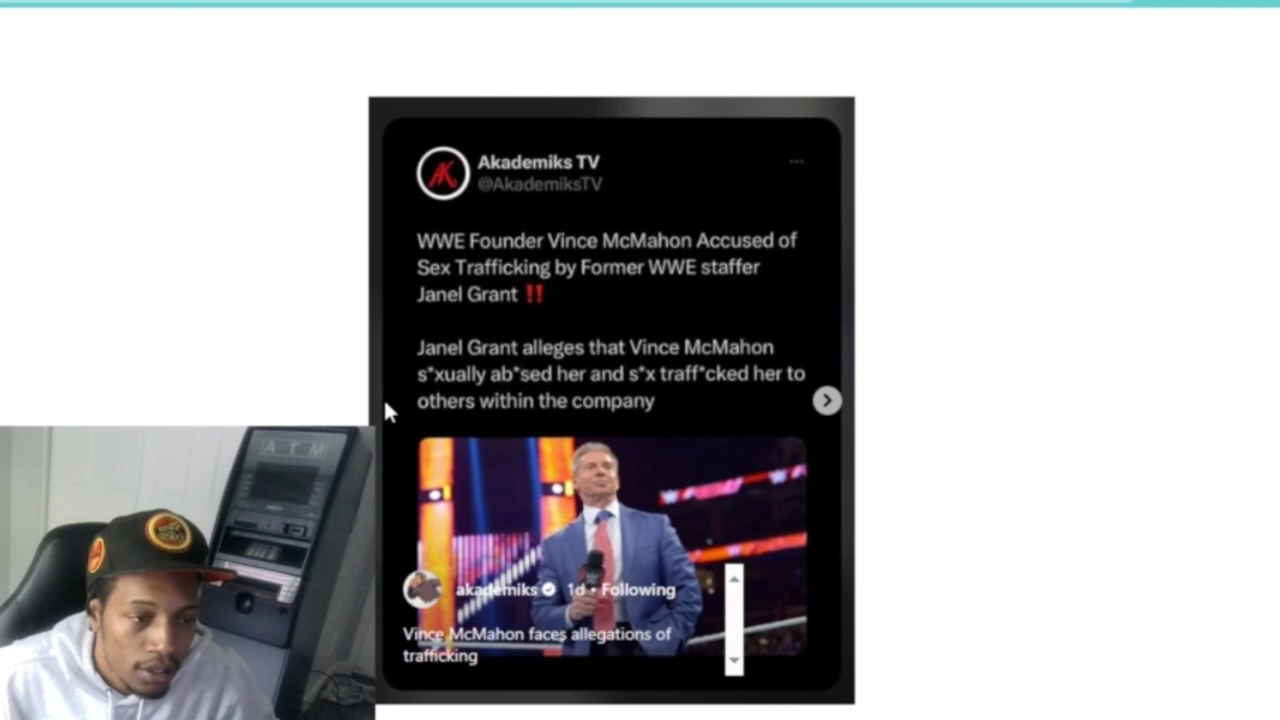 Akademiks TV
@AkademiksTV
WWE Founder Vince McMahon Accused of
Sex Trafficking by Former WWE staffer
Janel Grant ‼️
Janel Grant alleges that Vince McMahon
s*xually ab*sed her and s*x traff*cked her to
others within the company
akademiks 1d • Following
Vince McMahon faces allegations of
trafficking
ATM